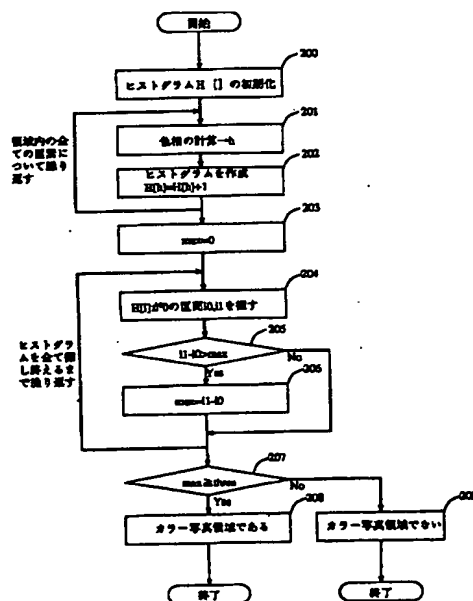 開始
200
ヒストグラムH [] の初期化
201
色相の計算→h
202
ヒストグラムを作成
H[h]=H[h]+1
領域内の全
ての画素に
ついて繰り
返す
203
max=0
204
H[i]が0の区間i0,i1を探す
205
i1-i0>max
No
Yes
206
max=i1-i0
ヒストグラ
ムを全て探
し終えるま
で繰り返す
207
No
Yes
208
カラー写真領域である
カラー写真領域でない
終了
終了